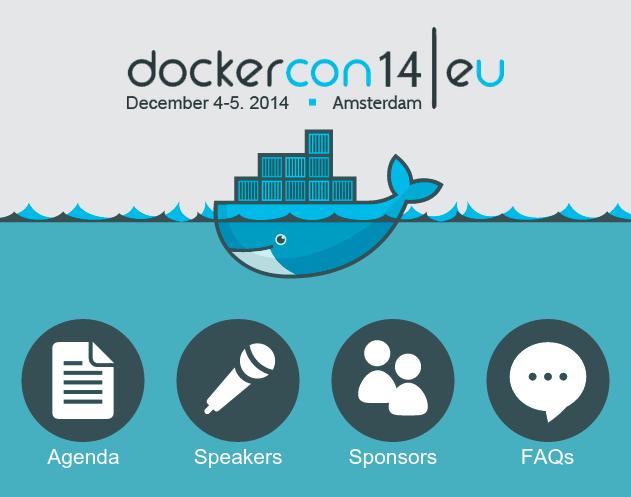 dockercon14|eu
December 4-5. 2014 ▪ Amsterdam
Agenda Speakers Sponsors FAQs